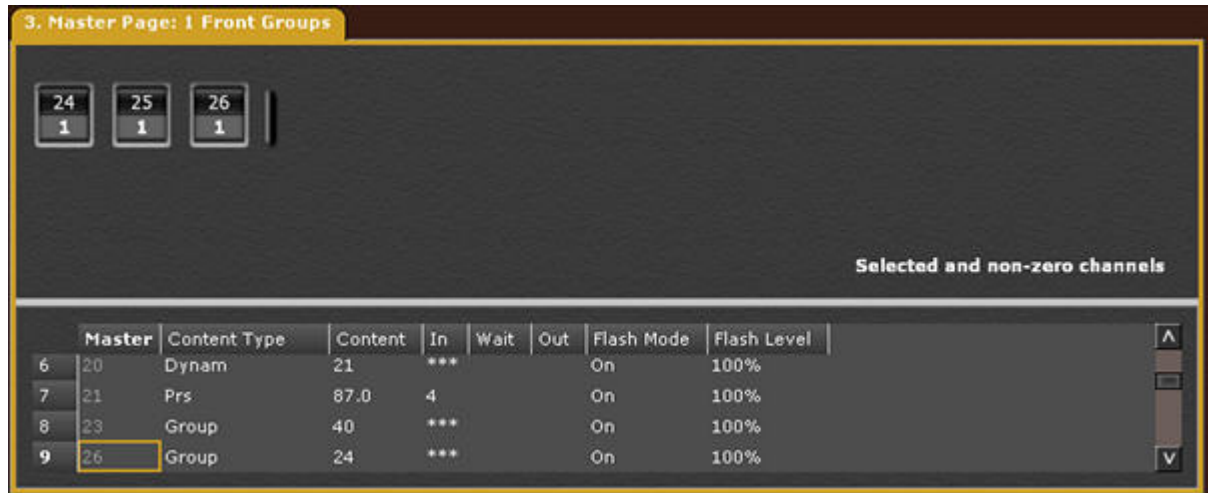 3. Master Page: 1 Front Groups
24 25 26
1 1 1
Selected and non-zero channels
Master Content Type Content In Wait Out Flash Mode Flash Level
6 20 Dynam 21 *** On 100%
7 21 Prs 87.0 4 On 100%
8 23 Group 40 *** On 100%
9 26 Group 24 *** On 100%